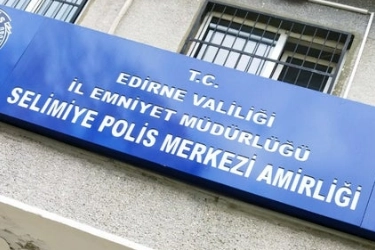 T.C.
EDİRNE VALİLİĞİ
İL EMNİYET MÜDÜRLÜĞÜ
SELİMİYE POLİS MERKEZİ AMİRLİĞİ